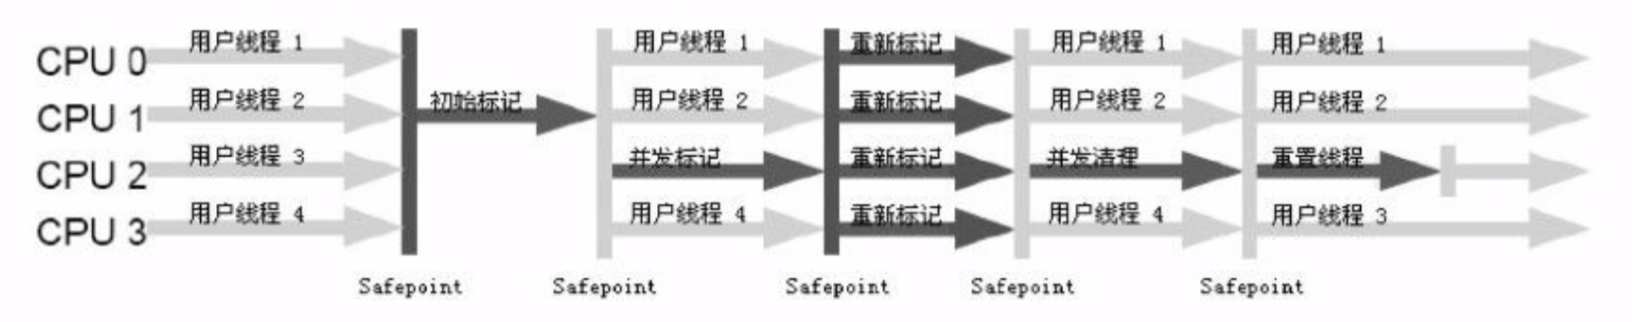 CPU 0 用户线程 1 用户线程 1 重新标记 用户线程 1 用户线程 1
CPU 1 用户线程 2 初始标记 用户线程 2 重新标记 用户线程 2 用户线程 2
CPU 2 用户线程 3 并发标记 重新标记 并发清理 重置线程
CPU 3 用户线程 4 用户线程 4 重新标记 用户线程 4 用户线程 3
Safepoint Safepoint Safepoint Safepoint Safepoint